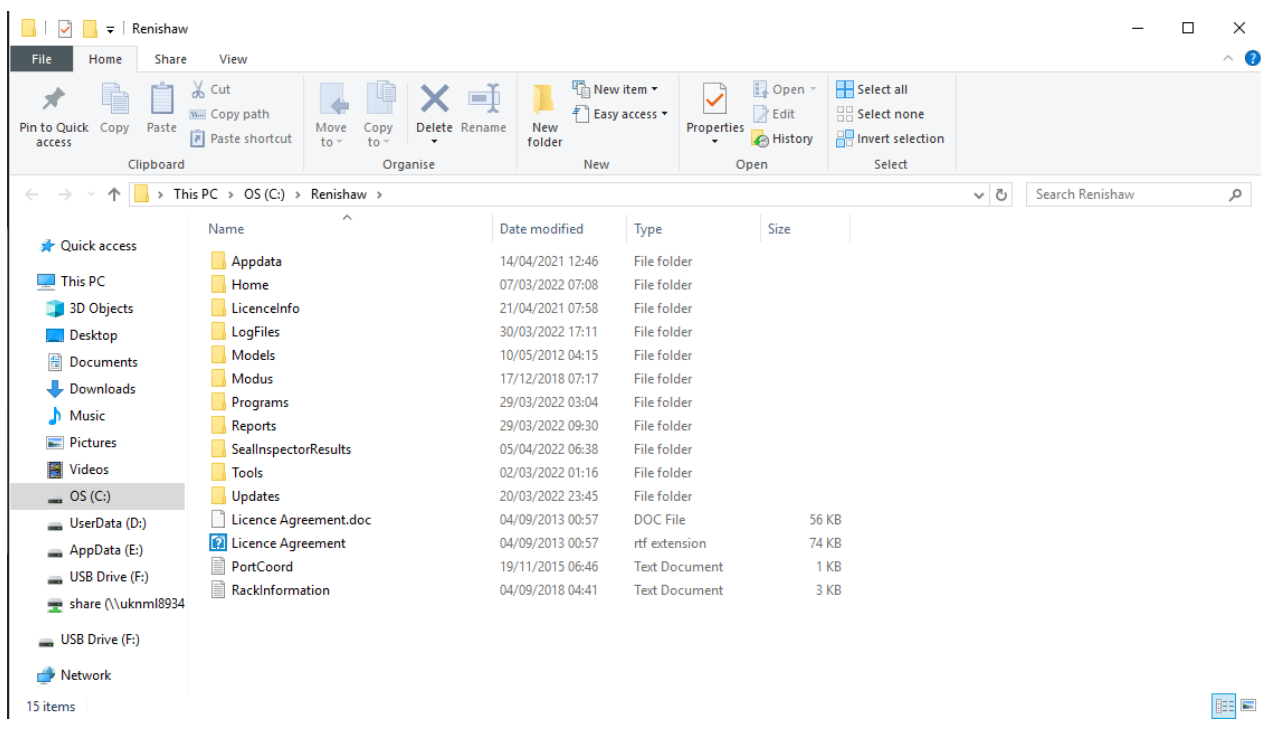 Renishaw
File Home Share View
Pin to Quick access
Copy
Paste
Cut
Copy path
Paste shortcut
Clipboard
Move to
Copy to
Delete
Rename
Organise
New folder
New item
Easy access
New
Properties
Open
Edit
History
Open
Select all
Select none
Invert selection
Select
This PC > OS (C:) > Renishaw >
Search Renishaw
Quick access
This PC
3D Objects
Desktop
Documents
Downloads
Music
Pictures
Videos
OS (C:)
UserData (D:)
AppData (E:)
USB Drive (F:)
share (\\uknml8934
USB Drive (F:)
Network
Name Date modified Type Size
Appdata 14/04/2021 12:46 File folder
Home 07/03/2022 07:08 File folder
LicenceInfo 21/04/2021 07:58 File folder
LogFiles 30/03/2022 17:11 File folder
Models 10/05/2012 04:15 File folder
Modus 17/12/2018 07:17 File folder
Programs 29/03/2022 03:04 File folder
Reports 29/03/2022 09:30 File folder
SealInspectorResults 05/04/2022 06:38 File folder
Tools 02/03/2022 01:16 File folder
Updates 20/03/2022 23:45 File folder
Licence Agreement.doc 04/09/2013 00:57 DOC File 56 KB
Licence Agreement 04/09/2013 00:57 rtf extension 74 KB
PortCoord 19/11/2015 06:46 Text Document 1 KB
RackInformation 04/09/2018 04:41 Text Document 3 KB
15 items